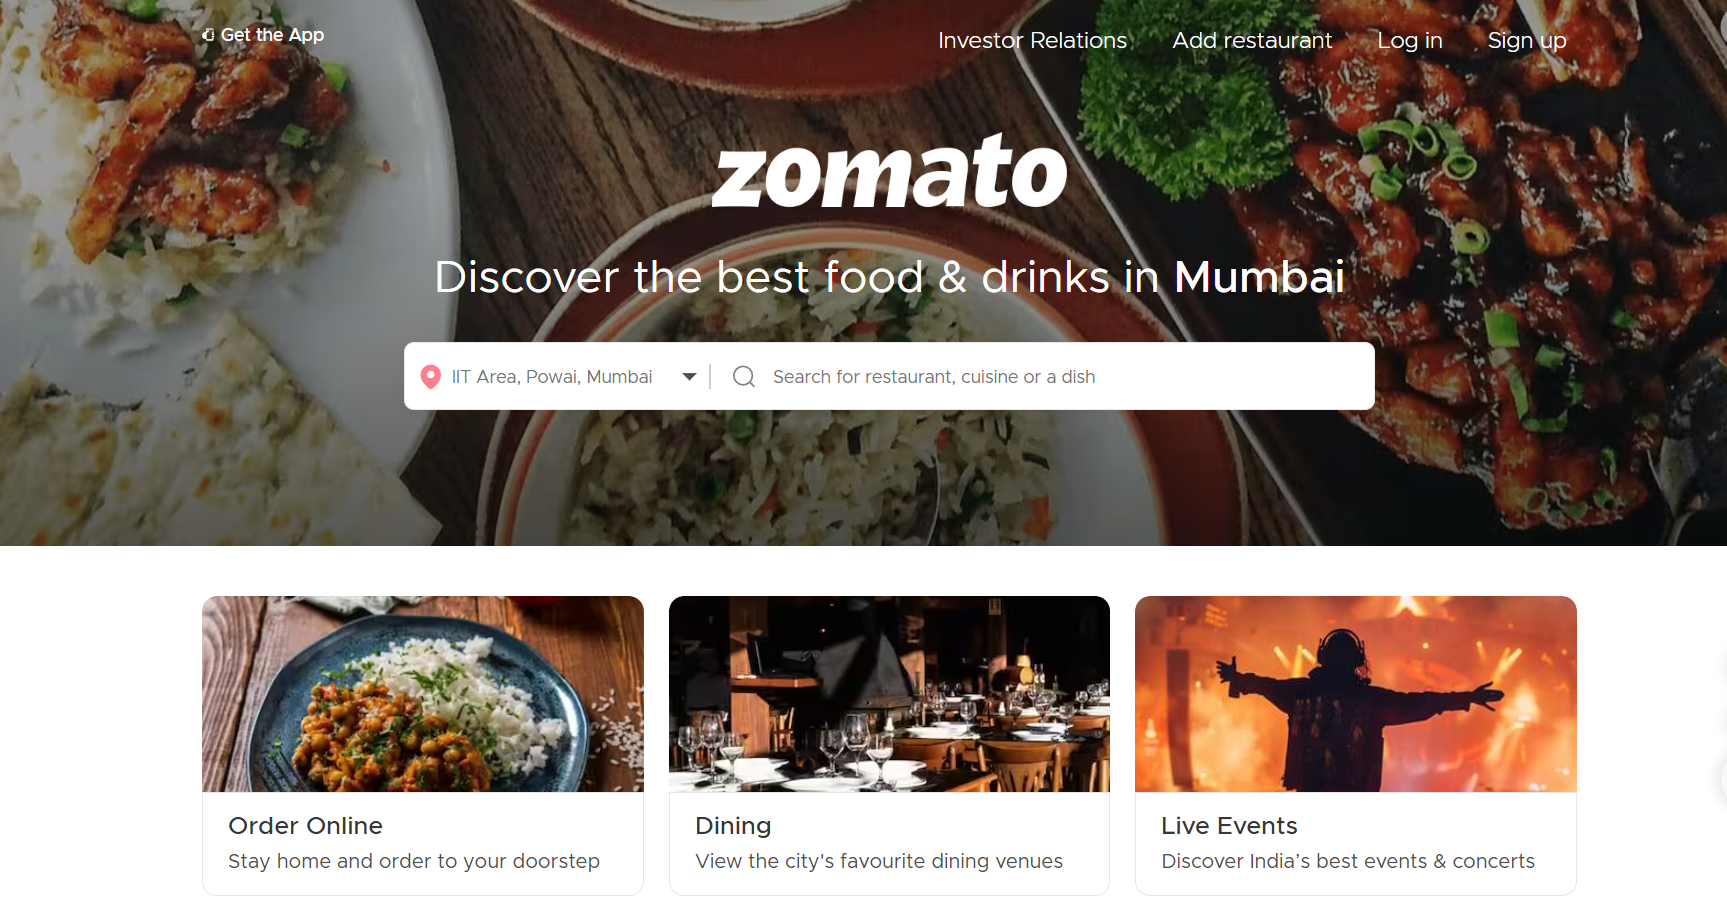 Get the App
Investor Relations
Add restaurant
Log in
Sign up
zomato
Discover the best food & drinks in Mumbai
IIT Area, Powai, Mumbai
Search for restaurant, cuisine or a dish
Order Online
Stay home and order to your doorstep
Dining
View the city's favourite dining venues
Live Events
Discover India’s best events & concerts